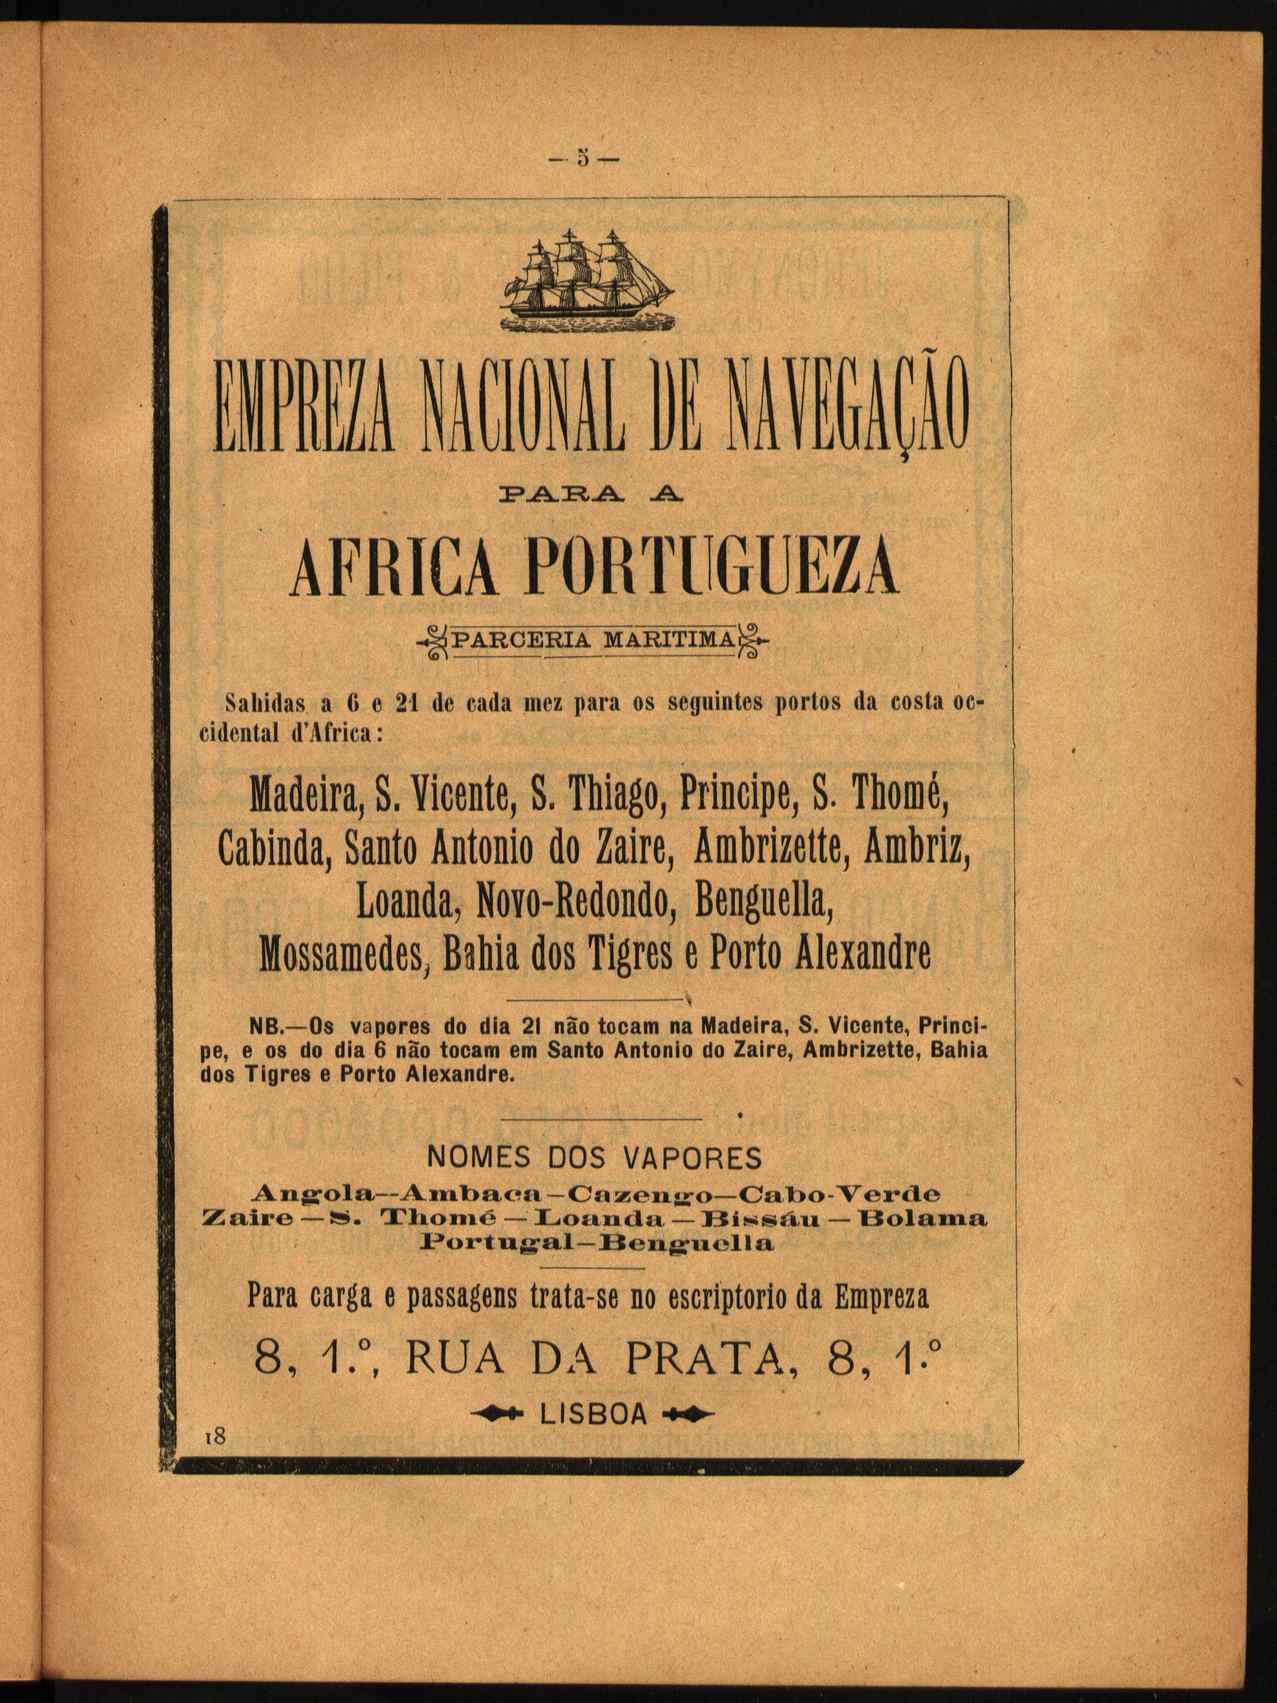 — 5 —
EMPREZA NACIONAL DE NAVEGAÇÃO
PARA A
AFRICA PORTUGUEZA
PARCERIA MARITIMA
Sahidas a 6 e 21 de cada mez para os seguintes portos da costa oc-
cidental d'Africa:
Madeira, S. Vicente, S. Thiago, Principe, S. Thomé,
Cabinda, Santo Antonio do Zaire, Ambrizette, Ambriz,
Loanda, Novo-Redondo, Benguella,
Mossamedes, Bahia dos Tigres e Porto Alexandre
NB.—Os vapores do dia 21 não tocam na Madeira, S. Vicente, Princi-
pe, e os do dia 6 não tocam em Santo Antonio do Zaire, Ambrizette, Bahia
dos Tigres e Porto Alexandre.
NOMES DOS VAPORES
Angola--Ambaca—Cazengo—Cabo-Verde
Zaire—S. Thomé—Loanda—Bissáu—Bolama
Portugal—Benguella
Para carga e passagens trata-se no escriptorio da Empreza
8, 1.º, RUA DA PRATA, 8, 1.º
LISBOA
18